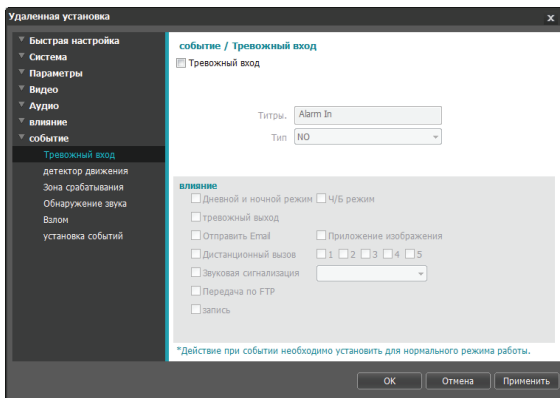 Удаленная установка x
Быстрая настройка
Система
Параметры
Видео
Аудио
влияние
событие
Тревожный вход
детектор движения
Зона срабатывания
Обнаружение звука
Взлом
установка событий
событие / Тревожный вход
Тревожный вход
Титры. Alarm In
Тип NO
влияние
Дневной и ночной режим Ч/Б режим
тревожный выход
Отправить Email Приложение изображения
Дистанционный вызов 1 2 3 4 5
Звуковая сигнализация
Передача по FTP
запись
*Действие при событии необходимо установить для нормального режима работы.
OK Отмена Применить